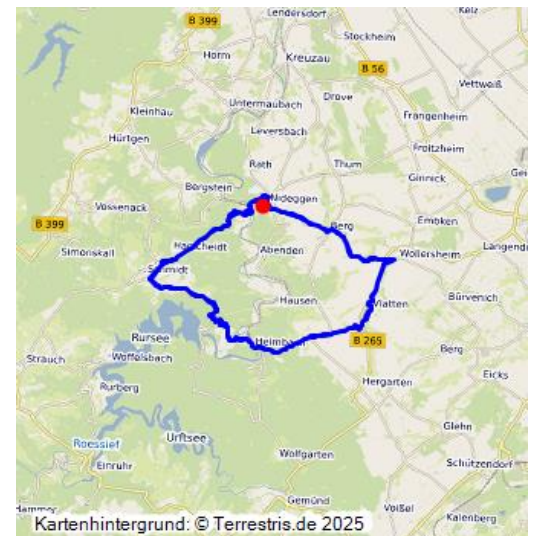 Lendersdorf
Kelz
B 399
Stockheim
Horm
Kreuzau
B 56
Vettweiß
Untermaubach
Drove
Kleinhau
Frangenheim
Hürtgen
Leversbach
Froitzheim
Rath
Thum
Ginnick
Bergstein
Nideggen
Vossenack
Embken
B 399
Berg
Simonskall
Abenden
Wollersheim
Schmidt
Hausen
Vlatten
Bürvenich
Rursee
Strauch
Woffelsbach
B 265
Berg
Hergarten
Eicks
Rurberg
Glehn
Roessief
Urftsee
Wolfgarten
Schützendorf
Einruhr
Gemünd
Voißel
Kalenberg
Kartenhintergrund: © Terrestris.de 2025